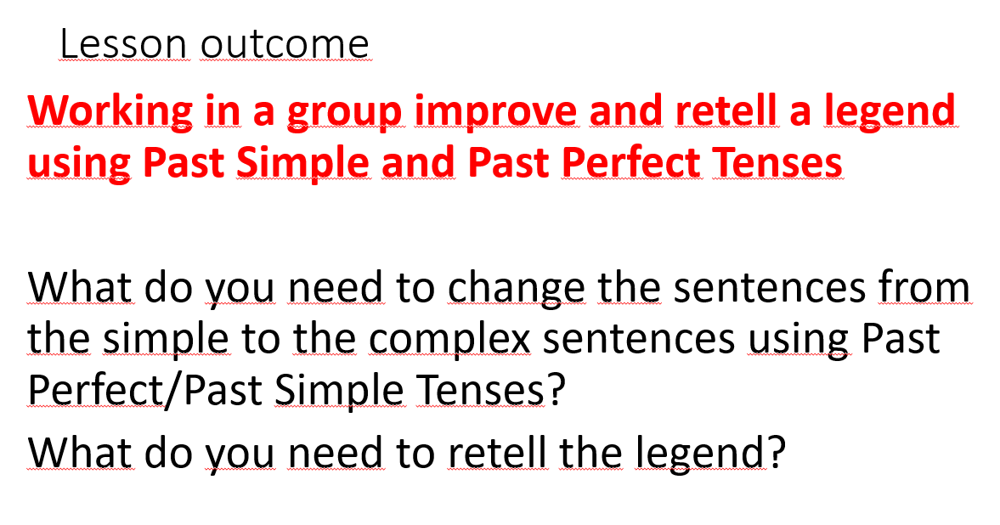 Lesson outcome
Working in a group improve and retell a legend
using Past Simple and Past Perfect Tenses
What do you need to change the sentences from
the simple to the complex sentences using Past
Perfect/Past Simple Tenses?
What do you need to retell the legend?